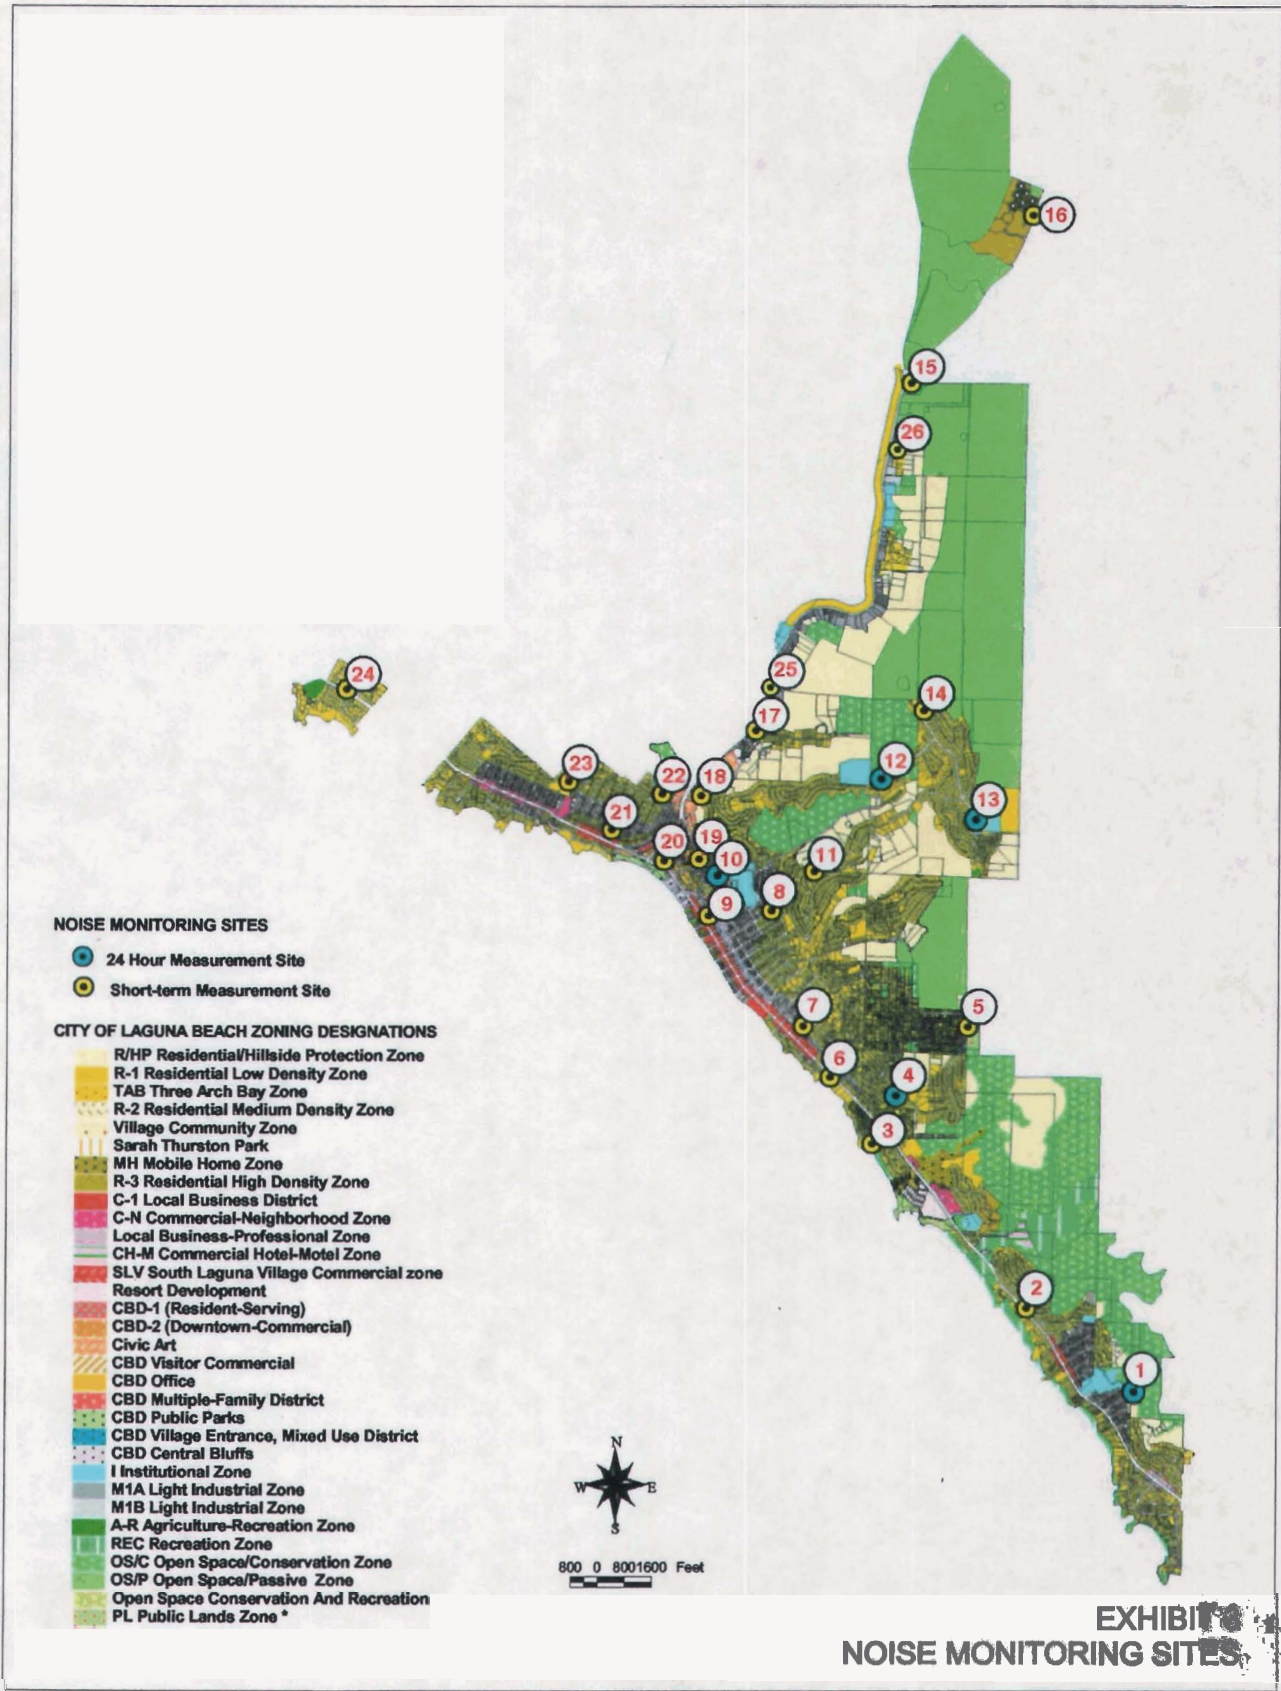 16
15
26
24
25
14
17
23
22
18
12
13
21
20
19
10
11
8
9
7
5
6
4
3
2
1
NOISE MONITORING SITES
24 Hour Measurement Site
Short-term Measurement Site
CITY OF LAGUNA BEACH ZONING DESIGNATIONS
R/HP Residential/Hillside Protection Zone
R-1 Residential Low Density Zone
TAB Three Arch Bay Zone
R-2 Residential Medium Density Zone
Village Community Zone
Sarah Thurston Park
MH Mobile Home Zone
R-3 Residential High Density Zone
C-1 Local Business District
C-N Commercial-Neighborhood Zone
Local Business-Professional Zone
CH-M Commercial Hotel-Motel Zone
SLV South Laguna Village Commercial zone
Resort Development
CBD-1 (Resident-Serving)
CBD-2 (Downtown-Commercial)
Civic Art
CBD Visitor Commercial
CBD Office
CBD Multiple-Family District
CBD Public Parks
CBD Village Entrance, Mixed Use District
CBD Central Bluffs
I Institutional Zone
M1A Light Industrial Zone
M1B Light Industrial Zone
A-R Agriculture-Recreation Zone
REC Recreation Zone
OS/C Open Space/Conservation Zone
OS/P Open Space/Passive Zone
Open Space Conservation And Recreation
PL Public Lands Zone *
N
W E
S
800 0 8001600 Feet
EXHIBIT
NOISE MONITORING SITES